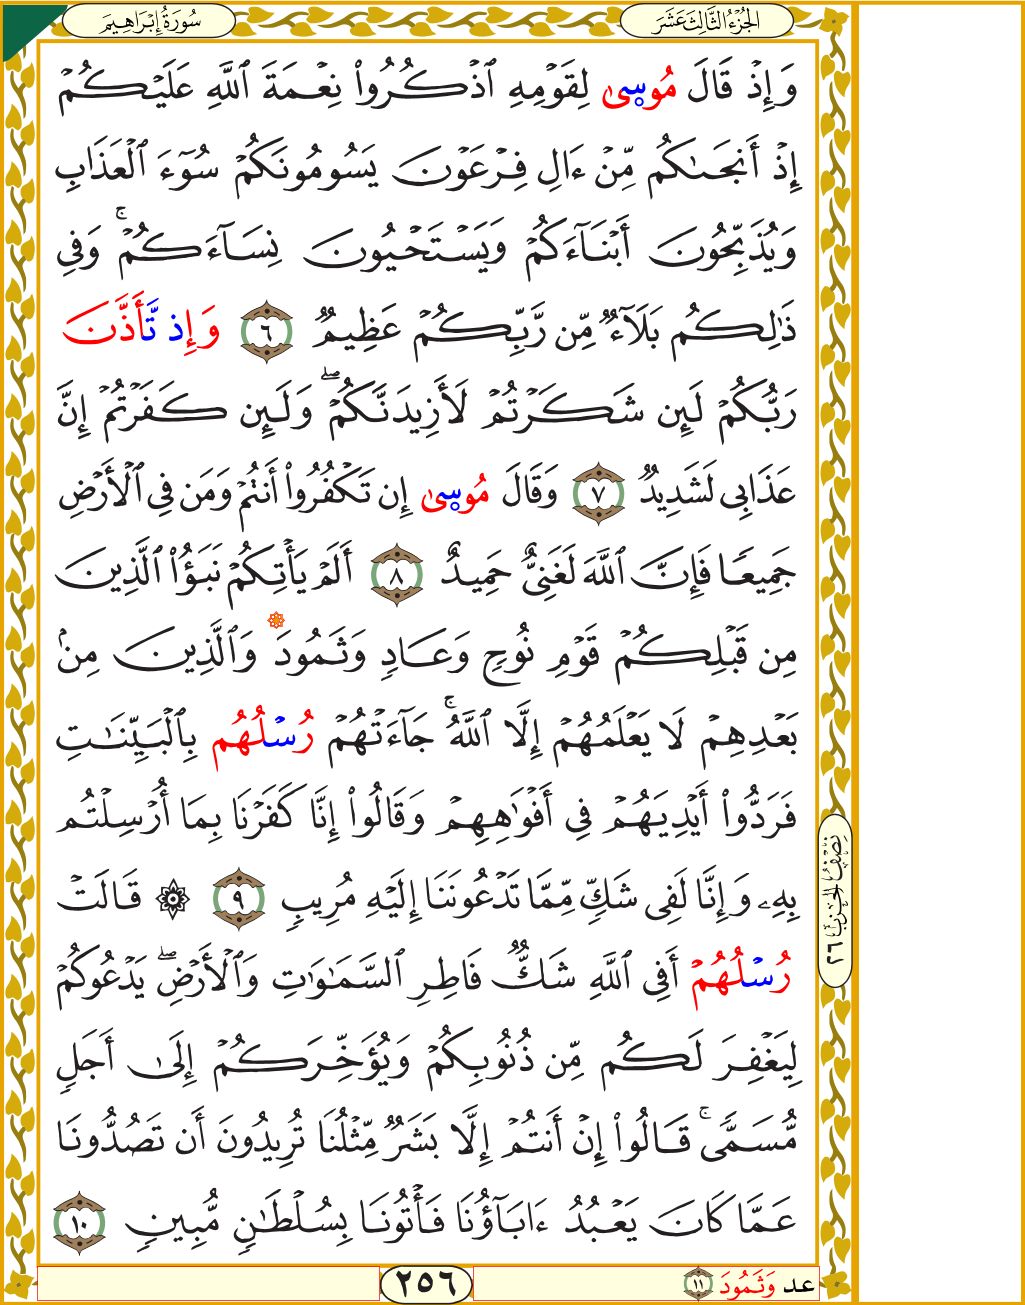 سُورَةُ إِبْرَاهِيمَ
الجُزْءُ الثَّالِثَ عَشَرَ
وَإِذْ قَالَ مُوسىٰ لِقَوْمِهِ ٱذْكُرُوا۟ نِعْمَةَ ٱللَّهِ عَلَيْكُمْ
إِذْ أَنجَىٰكُم مِّنْ ءَالِ فِرْعَوْنَ يَسُومُونَكُمْ سُوٓءَ ٱلْعَذَابِ
وَيُذَبِّحُونَ أَبْنَآءَكُمْ وَيَسْتَحْيُونَ نِسَآءَكُمْ ۚ وَفِى
ذَٰلِكُم بَلَآءٌ مِّن رَّبِّكُمْ عَظِيمٌ ٦ وَإِذ تَّأَذَّنَ
رَبُّكُمْ لَئِن شَكَرْتُمْ لَأَزِيدَنَّكُمْ ۖ وَلَئِن كَفَرْتُمْ إِنَّ
عَذَابِى لَشَدِيدٌ ٧ وَقَالَ مُوسىٰ إِن تَكْفُرُوٓا۟ أَنتُمْ وَمَن فِى ٱلْأَرْضِ
جَمِيعًا فَإِنَّ ٱللَّهَ لَغَنِىٌّ حَمِيدٌ ٨ أَلَمْ يَأْتِكُمْ نَبَؤُا۟ ٱلَّذِينَ
مِن قَبْلِكُمْ قَوْمِ نُوحٍ وَعَادٍ وَثَمُودَ وَٱلَّذِينَ مِنۢ
بَعْدِهِمْ لَا يَعْلَمُهُمْ إِلَّا ٱللَّهُ ۚ جَآءَتْهُمْ رُسْلُهُم بِٱلْبَيِّنَٰتِ
فَرَدُّوٓا۟ أَيْدِيَهُمْ فِىٓ أَفْوَٰهِهِمْ وَقَالُوٓا۟ إِنَّا كَفَرْنَا بِمَآ أُرْسِلْتُم
بِهِۦ وَإِنَّا لَفِى شَكٍّ مِّمَّا تَدْعُونَنَآ إِلَيْهِ مُرِيبٍ ٩ ۞ قَالَتْ
رُسْلُهُمْ أَفِى ٱللَّهِ شَكٌّ فَاطِرِ ٱلسَّمَٰوَٰتِ وَٱلْأَرْضِ ۖ يَدْعُوكُمْ
لِيَغْفِرَ لَكُم مِّن ذُنُوبِكُمْ وَيُؤَخِّرَكُمْ إِلَىٰٓ أَجَلٍ
مُّسَمًّى ۚ قَالُوٓا۟ إِنْ أَنتُمْ إِلَّا بَشَرٌ مِّثْلُنَا تُرِيدُونَ أَن تَصُدُّونَا
عَمَّا كَانَ يَعْبُدُ ءَابَآؤُنَا فَأْتُونَا بِسُلْطَٰنٍ مُّبِينٍ ١٠
نِصْفُ الحِزْبِ ٢٦
عد وَثَمُودَ ١١
٢٥٦